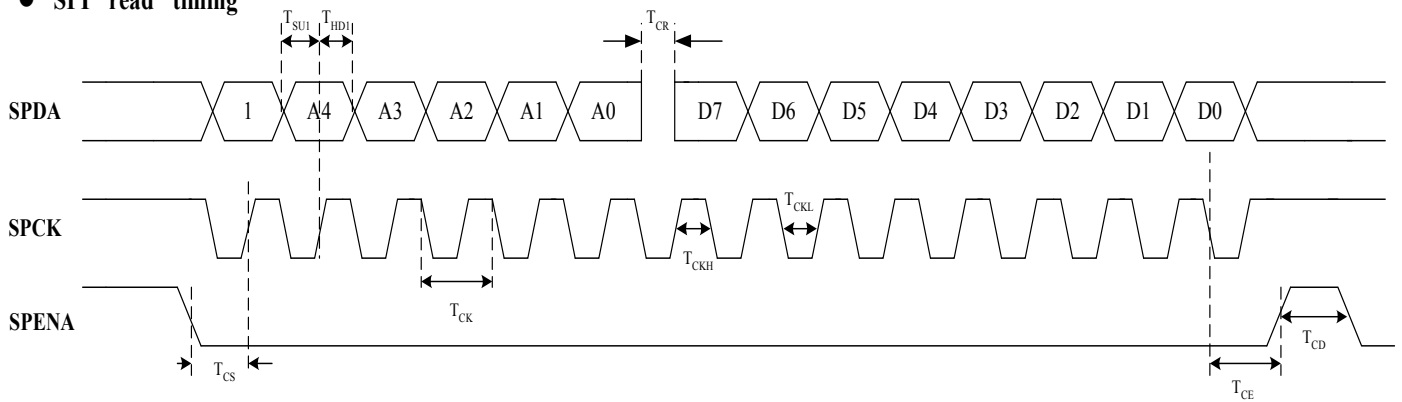 ● SPI read timing
T_SU1 T_HD1 T_CR
SPDA 1 A4 A3 A2 A1 A0 D7 D6 D5 D4 D3 D2 D1 D0
SPCK T_CKL
T_CKH
T_CK
SPENA
T_CS T_CD
T_CE